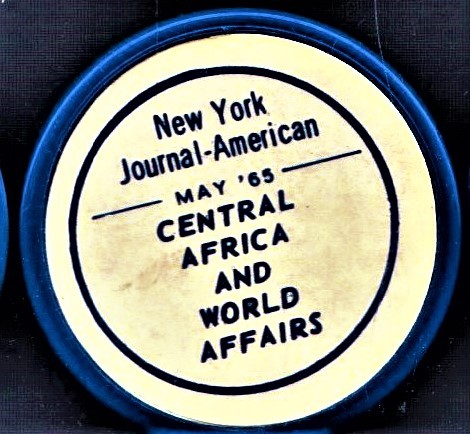 New York
Journal-American
MAY '65
CENTRAL
AFRICA
AND
WORLD
AFFAIRS